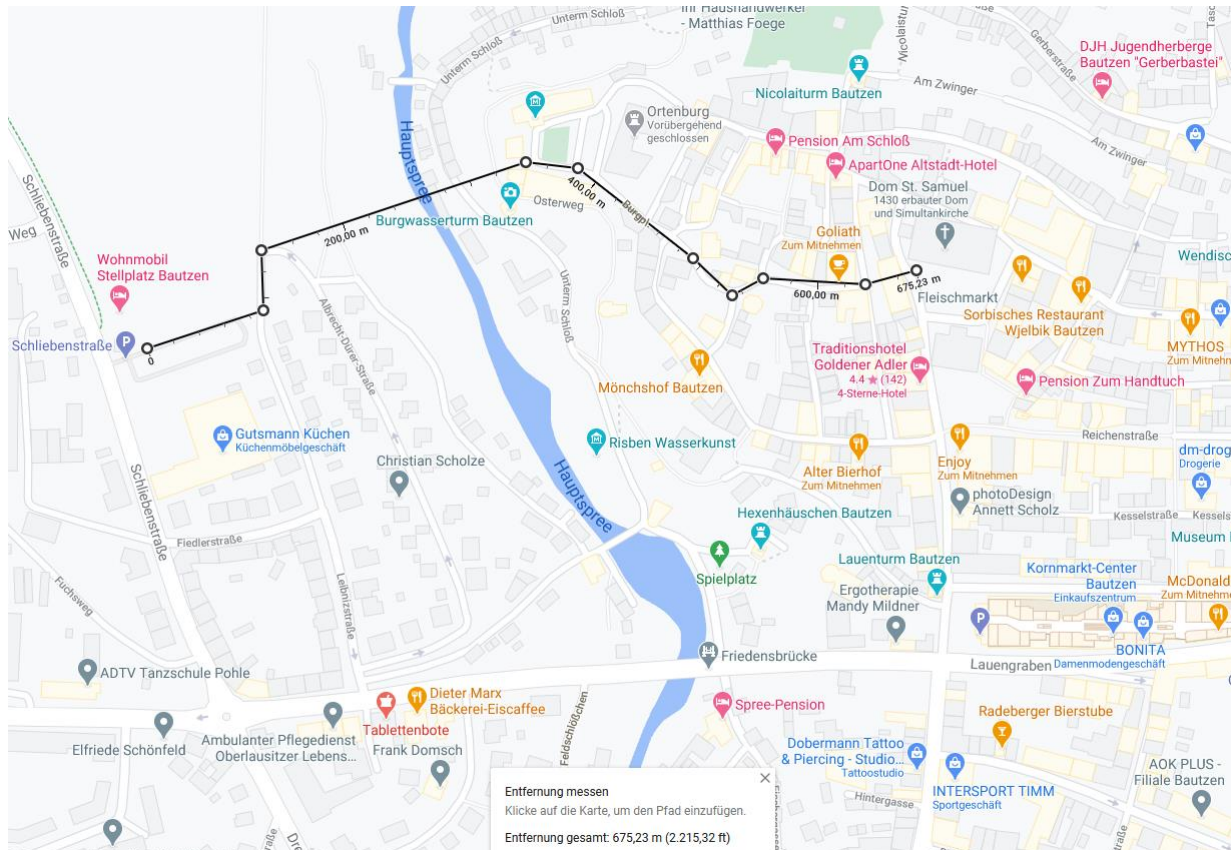 Ihr Haushandwerker
- Matthias Foege
Unterm Schloß
Unterm Schloß
Nicolaistu
Gerberstraße
Tasc
DJH Jugendherberge
Bautzen "Gerberbastei"
Nicolaiturm Bautzen
Am Zwinger
Am Zwinger
Ortenburg
Vorübergehend
geschlossen
Pension Am Schloß
ApartOne Altstadt-Hotel
Dom St. Samuel
1430 erbauter Dom
und Simultankirche
Hauptspree
Schliebenstraße
Weg
Burgwasserturm Bautzen
Osterweg
Burgpl.
400,00 m
200,00 m
Goliath
Zum Mitnehmen
Wendisc
Wohnmobil
Stellplatz Bautzen
600,00 m
675,23 m
Fleischmarkt
Sorbisches Restaurant
Wjelbik Bautzen
Schliebenstraße
0
Albrecht-Dürer-Straße
Unterm Schloß
MYTHOS
Zum Mitnehm
Traditionshotel
Goldener Adler
4.4 ★ (142)
4-Sterne-Hotel
Mönchshof Bautzen
Pension Zum Handtuch
Gutsmann Küchen
Küchenmöbelgeschäft
Risben Wasserkunst
Reichenstraße
Christian Scholze
Alter Bierhof
Zum Mitnehmen
Enjoy
Zum Mitnehmen
dm-drog
Drogerie
Schliebenstraße
Hauptspree
photoDesign
Annett Scholz
Hexenhäuschen Bautzen
Kesselstraße
Kesselst
Museum
Fiedlerstraße
Fuchsweg
Leibnizstraße
Spielplatz
Lauenturm Bautzen
Kornmarkt-Center
Bautzen
Einkaufszentrum
Ergotherapie
Mandy Mildner
McDonald
Zum Mitnehme
BONITA
Damenmodengeschäft
Friedensbrücke
Lauengraben
ADTV Tanzschule Pohle
Dieter Marx
Bäckerei-Eiscaffee
Tablettenbote
Feldschlößchen
Spree-Pension
Radeberger Bierstube
Elfriede Schönfeld
Ambulanter Pflegedienst
Oberlausitzer Lebens...
Frank Domsch
Dobermann Tattoo
& Piercing - Studio...
Tattoostudio
INTERSPORT TIMM
Sportgeschäft
AOK PLUS -
Filiale Bautzen
Hintergasse
Entfernung messen
Klicke auf die Karte, um den Pfad einzufügen.
Entfernung gesamt: 675,23 m (2.215,32 ft)